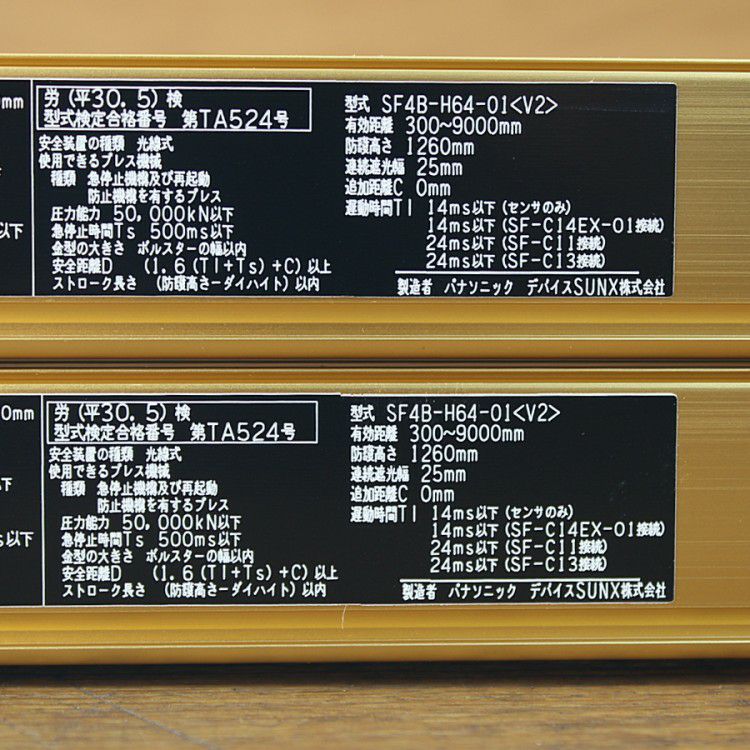 mm
労(平30.5)検
型式検定合格番号 第TA524号
安全装置の種類 光線式
使用できるプレス機械
種類 急停止機構及び再起動
防止機構を有するプレス
圧力能力 50,000kN以下
以下
急停止時間Ts 500ms以下
金型の大きさ ボルスターの幅以内
安全距離D (1.6(Tl+Ts)+C)以上
ストローク長さ (防護高さーダイハイト)以内
型式 SF4B-H64-01<V2>
有効距離 300~9000mm
防護高さ 1260mm
連続遮光幅 25mm
追加距離C 0mm
遅動時間Tl 14ms以下(センサのみ)
14ms以下(SF-C14EX-01接続)
24ms以下(SF-C11接続)
24ms以下(SF-C13接続)
製造者 パナソニック デバイスSUNX株式会社
0mm
労(平30.5)検
型式検定合格番号 第TA524号
安全装置の種類 光線式
使用できるプレス機械
種類 急停止機構及び再起動
防止機構を有するプレス
圧力能力 50,000kN以下
急停止時間Ts 500ms以下
金型の大きさ ボルスターの幅以内
安全距離D (1.6(Tl+Ts)+C)以上
ストローク長さ (防護高さーダイハイト)以内
下
s以下
型式 SF4B-H64-01<V2>
有効距離 300~9000mm
防護高さ 1260mm
連続遮光幅 25mm
追加距離C 0mm
遅動時間Tl 14ms以下(センサのみ)
14ms以下(SF-C14EX-01接続)
24ms以下(SF-C11接続)
24ms以下(SF-C13接続)
製造者 パナソニック デバイスSUNX株式会社